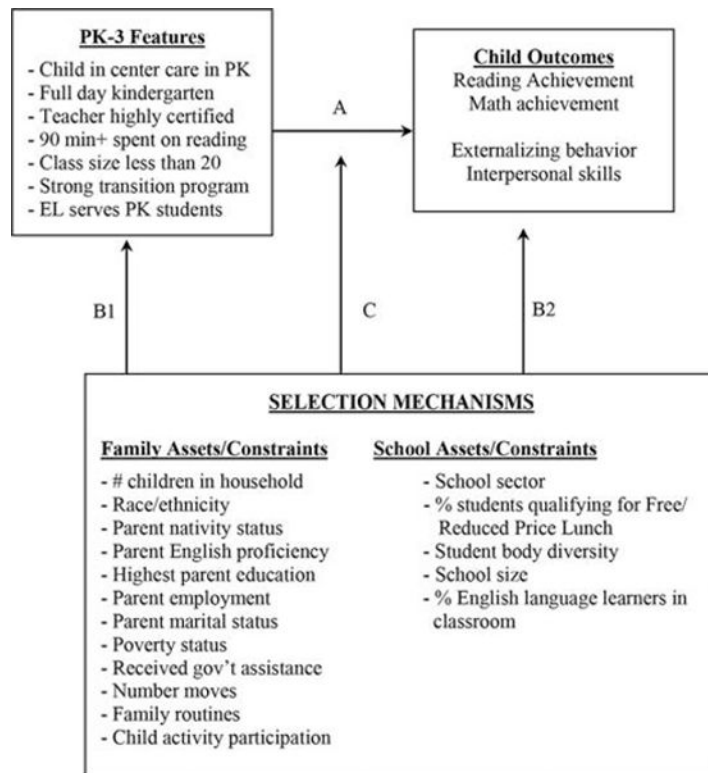 PK-3 Features
- Child in center care in PK
- Full day kindergarten
- Teacher highly certified
- 90 min+ spent on reading
- Class size less than 20
- Strong transition program
- EL serves PK students
A
Child Outcomes
Reading Achievement
Math achievement
Externalizing behavior
Interpersonal skills
B1
C
B2
SELECTION MECHANISMS
Family Assets/Constraints
- # children in household
- Race/ethnicity
- Parent nativity status
- Parent English proficiency
- Highest parent education
- Parent employment
- Parent marital status
- Poverty status
- Received gov't assistance
- Number moves
- Family routines
- Child activity participation
School Assets/Constraints
- School sector
- % students qualifying for Free/
Reduced Price Lunch
- Student body diversity
- School size
- % English language learners in
classroom